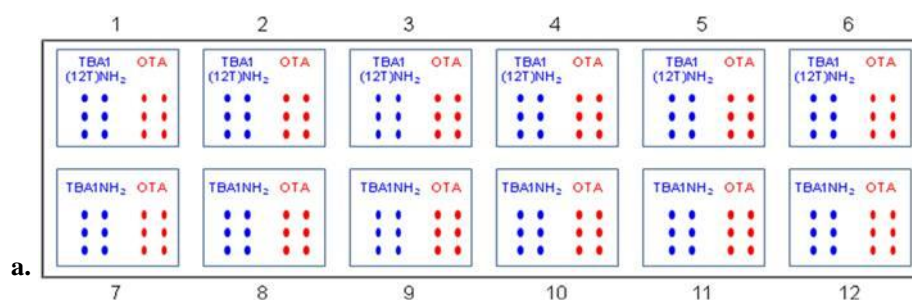 1 2 3 4 5 6
TBA1 OTA TBA1 OTA TBA1 OTA TBA1 OTA TBA1 OTA TBA1 OTA
(12T)NH₂ (12T)NH₂ (12T)NH₂ (12T)NH₂ (12T)NH₂ (12T)NH₂
TBA1NH₂ OTA TBA1NH₂ OTA TBA1NH₂ OTA TBA1NH₂ OTA TBA1NH₂ OTA TBA1NH₂ OTA
a.
7 8 9 10 11 12